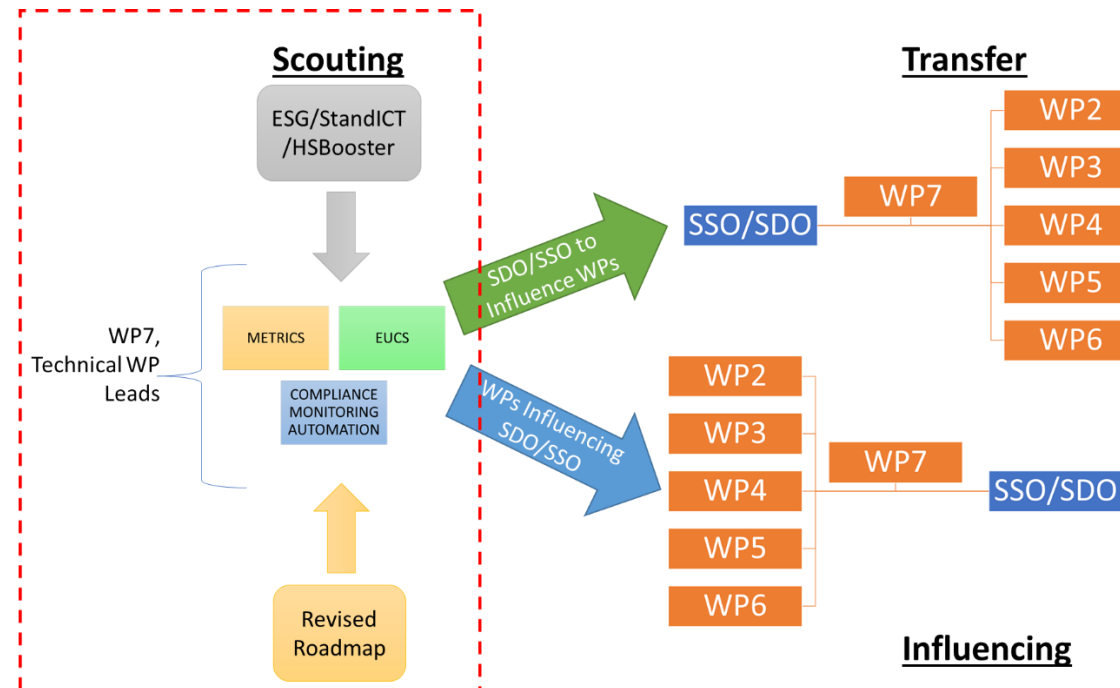 Scouting
ESG/StandICT
/HSBooster
WP7,
Technical WP
Leads
METRICS
EUCS
COMPLIANCE
MONITORING
AUTOMATION
Revised
Roadmap
SDO/SSO to
Influence WPs
WPs Influencing
SDO/SSO
Transfer
SSO/SDO
WP7
WP2
WP3
WP4
WP5
WP6
WP2
WP3
WP4
WP5
WP6
WP7
SSO/SDO
Influencing